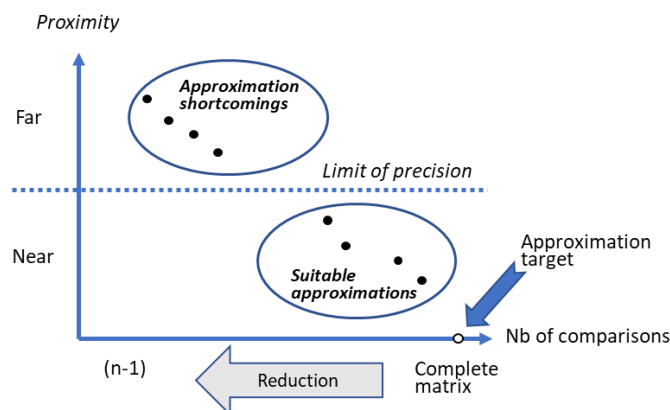 Proximity
Approximation
shortcomings
Far
Limit of precision
Near
Approximation
target
Suitable
approximations
Nb of comparisons
(n-1)
Reduction
Complete
matrix